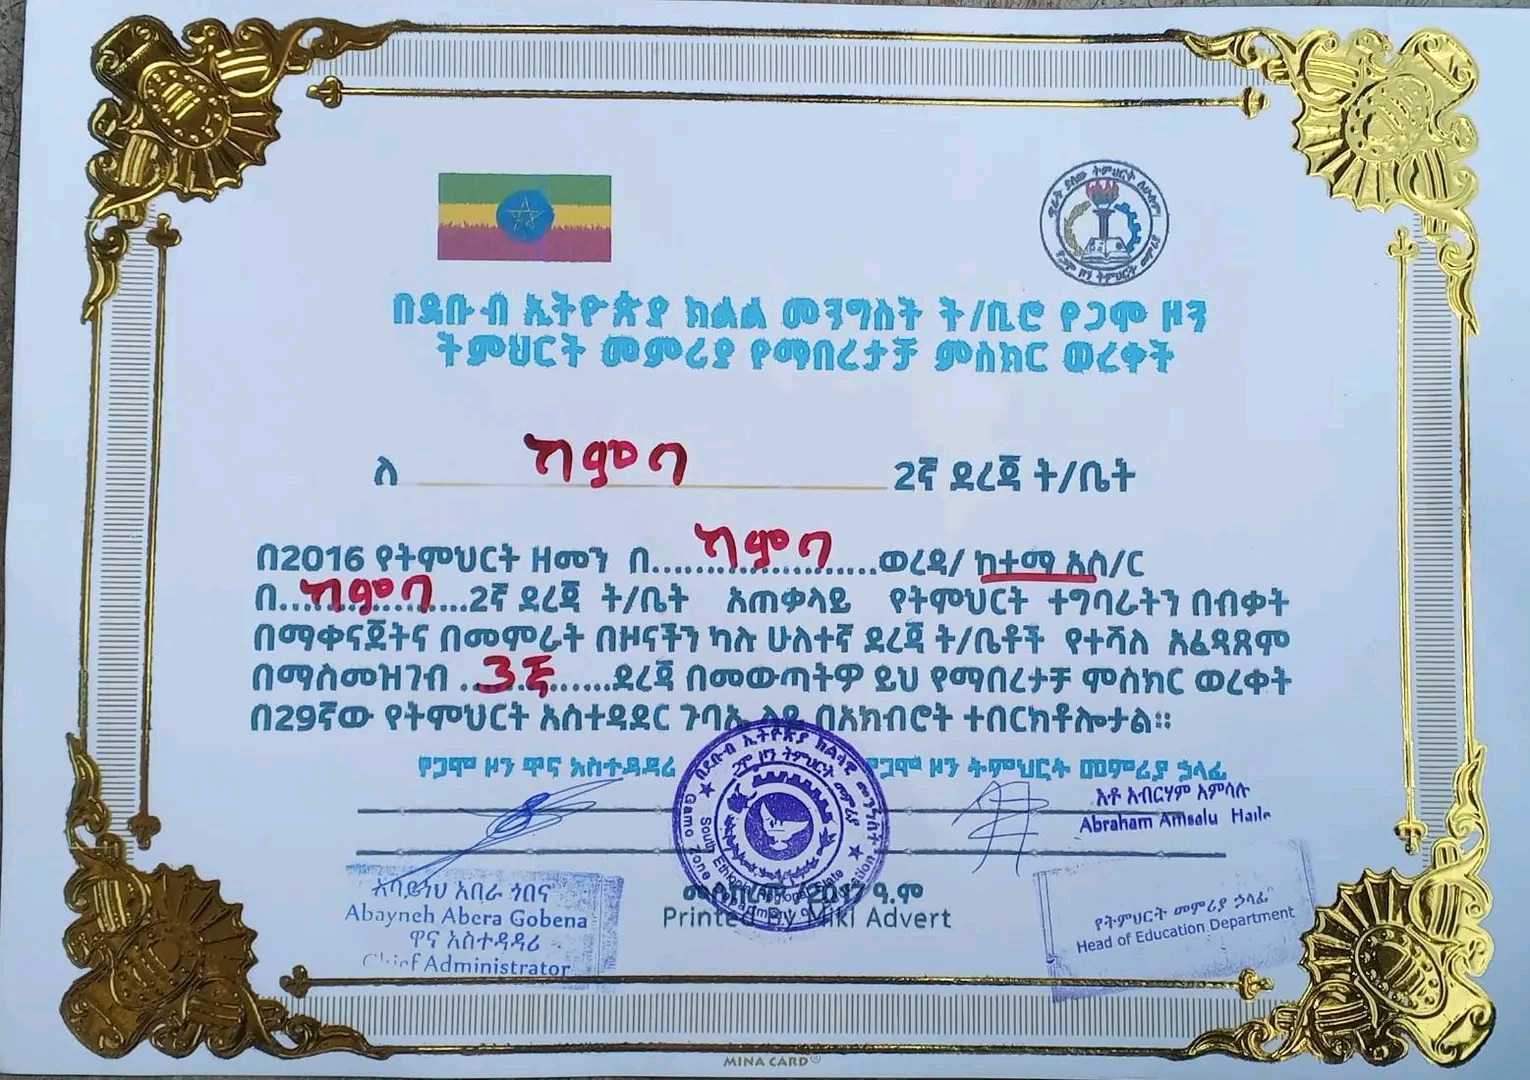 በደቡብ ኢትዮጵያ ክልል መንግስት ት/ቢሮ የጋሞ ዞን
ትምህርት መምሪያ የማበረታቻ ምስክር ወረቀት
ለ ካምባ 2ኛ ደረጃ ት/ቤት
በ2016 የትምህርት ዘመን በ ካምባ ወረዳ/ ከተማ አስ/ር
በ ካምባ 2ኛ ደረጃ ት/ቤት አጠቃላይ የትምህርት ተግባራትን በብቃት
በማቀናጀትና በመምራት በዞናችን ካሉ ሁለተኛ ደረጃ ት/ቤቶች የተሻለ አፈጻጸም
በማስመዝገብ 3ኛ ደረጃ በመውጣትዎ ይህ የማበረታቻ ምስክር ወረቀት
በ29ኛው የትምህርት አስተዳደር ጉባኤ ላይ በአክብሮት ተበርክቶሎታል።
የጋሞ ዞን ዋና አስተዳዳሪ
የጋሞ ዞን ትምህርት መምሪያ ኃላፊ
አቶ አብርሃም አምሳሉ
Abraham Amsalu Haile
አባይነህ አበራ ጎበና
Abayneh Abera Gobena
ዋና አስተዳዳሪ
Chief Administrator
መስከረም 2017 ዓ.ም
Printed By Miki Advert
የትምህርት መምሪያ ኃላፊ
Head of Education Department
MINA CARD®